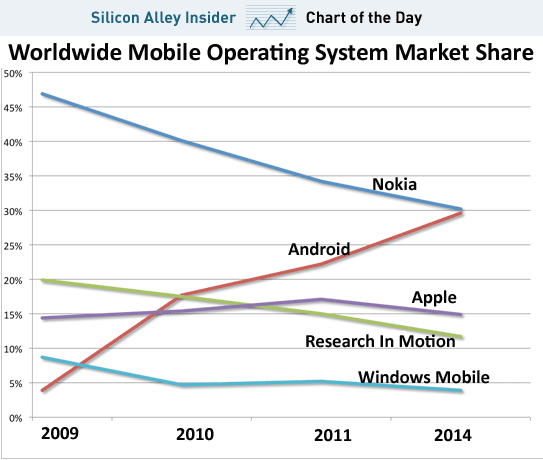 Silicon Alley Insider Chart of the Day
Worldwide Mobile Operating System Market Share
50%
45%
40%
35%
Nokia
30%
25%
Android
20%
Apple
15%
Research In Motion
10%
Windows Mobile
5%
0%
2009 2010 2011 2014